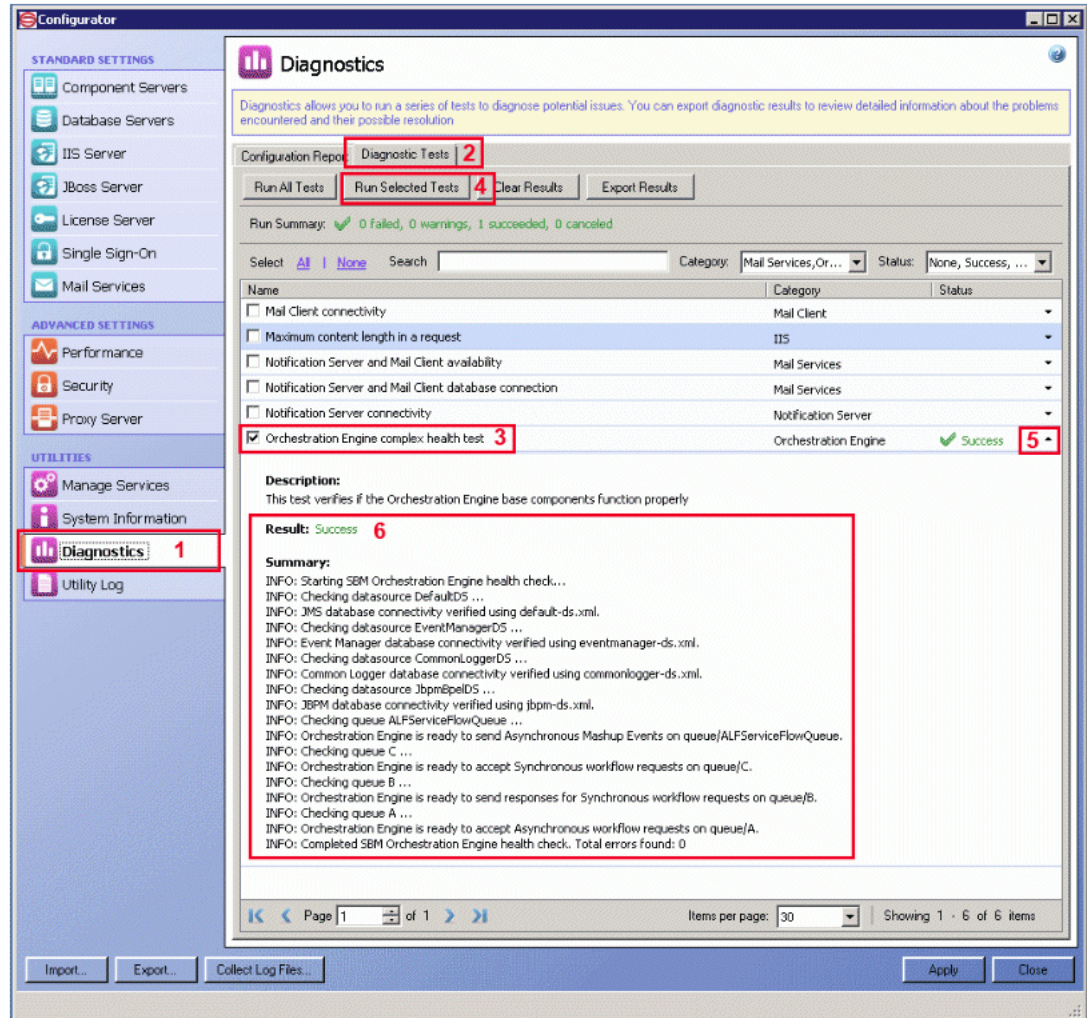 Configurator
STANDARD SETTINGS
Component Servers
Database Servers
IIS Server
JBoss Server
License Server
Single Sign-On
Mail Services
ADVANCED SETTINGS
Performance
Security
Proxy Server
UTILITIES
Manage Services
System Information
Diagnostics 1
Utility Log
Diagnostics
Diagnostics allows you to run a series of tests to diagnose potential issues. You can export diagnostic results to review detailed information about the problems
encountered and their possible resolution
Configuration Repor Diagnostic Tests 2
Run All Tests Run Selected Tests 4 Clear Results Export Results
Run Summary: 0 failed, 0 warnings, 1 succeeded, 0 canceled
Select All | None Search Category: Mail Services,Or... Status: None, Success, ...
Name Category Status
Mail Client connectivity Mail Client
Maximum content length in a request IIS
Notification Server and Mail Client availability Mail Services
Notification Server and Mail Client database connection Mail Services
Notification Server connectivity Notification Server
Orchestration Engine complex health test 3 Orchestration Engine Success 5
Description:
This test verifies if the Orchestration Engine base components function properly
Result: Success 6
Summary:
INFO: Starting SBM Orchestration Engine health check...
INFO: Checking datasource DefaultDS ...
INFO: JMS database connectivity verified using default-ds.xml.
INFO: Checking datasource EventManagerDS ...
INFO: Event Manager database connectivity verified using eventmanager-ds.xml.
INFO: Checking datasource CommonLoggerDS ...
INFO: Common Logger database connectivity verified using commonlogger-ds.xml.
INFO: Checking datasource JbpmBpelDS ...
INFO: JBPM database connectivity verified using jbpm-ds.xml.
INFO: Checking queue ALFServiceFlowQueue ...
INFO: Orchestration Engine is ready to send Asynchronous Mashup Events on queue/ALFServiceFlowQueue.
INFO: Checking queue C ...
INFO: Orchestration Engine is ready to accept Synchronous workflow requests on queue/C.
INFO: Checking queue B ...
INFO: Orchestration Engine is ready to send responses for Synchronous workflow requests on queue/B.
INFO: Checking queue A ...
INFO: Orchestration Engine is ready to accept Asynchronous workflow requests on queue/A.
INFO: Completed SBM Orchestration Engine health check. Total errors found: 0
Page 1 of 1 Items per page: 30 Showing 1 - 6 of 6 items
Import... Export... Collect Log Files... Apply Close